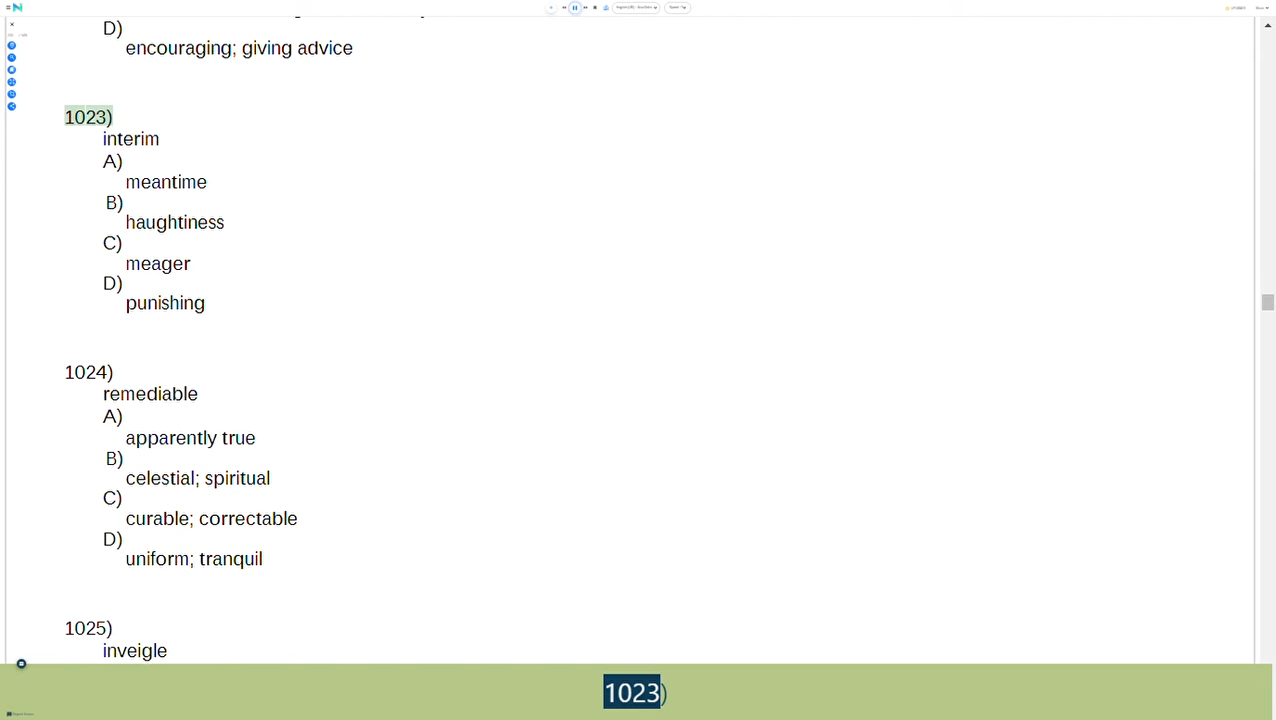 D)
encouraging; giving advice
1023)
interim
A)
meantime
B)
haughtiness
C)
meager
D)
punishing
1024)
remediable
A)
apparently true
B)
celestial; spiritual
C)
curable; correctable
D)
uniform; tranquil
1025)
inveigle
1023)